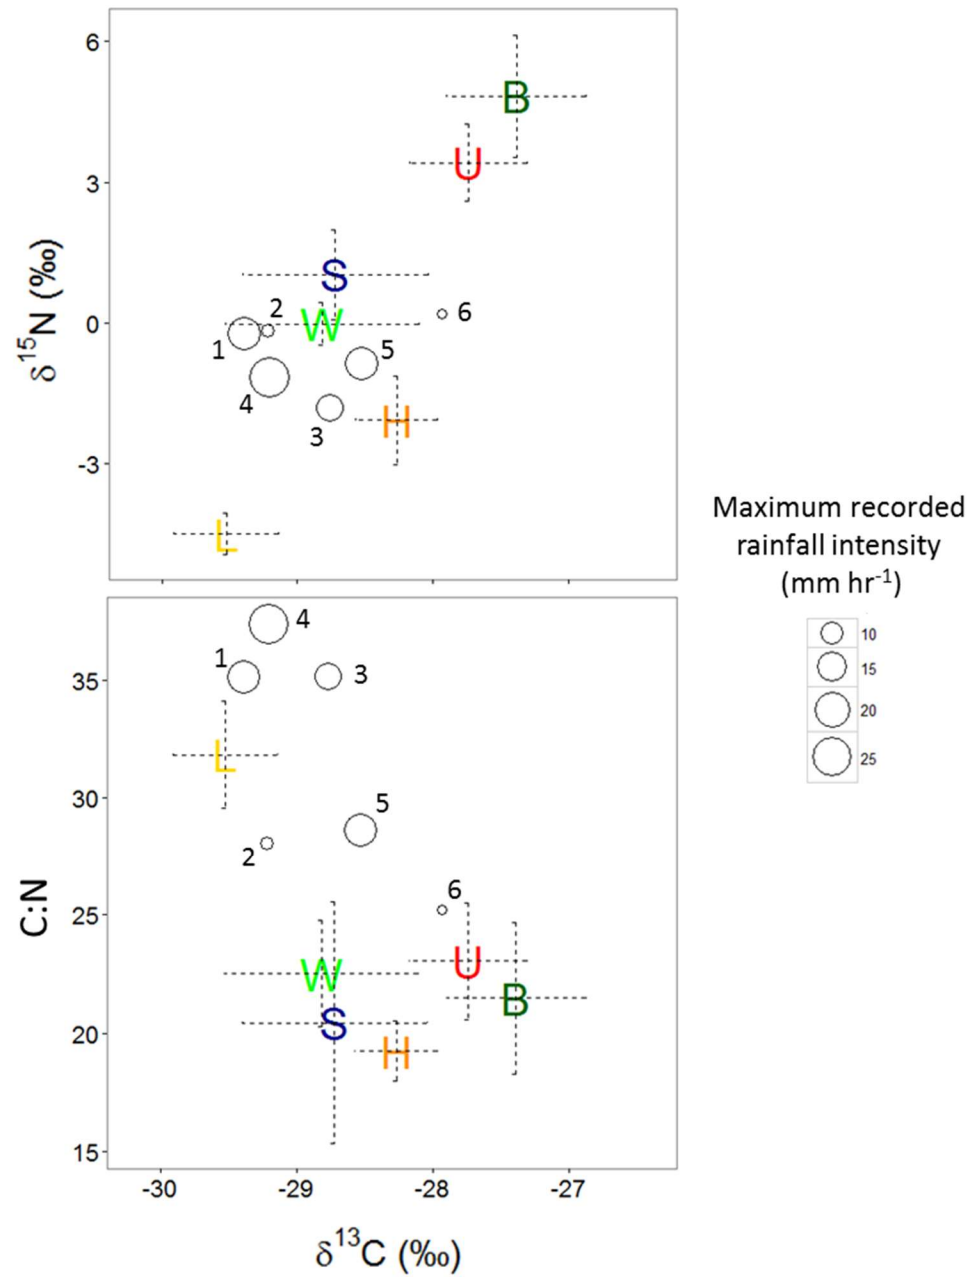 6
3
0
-3
δ¹⁵N (‰)
B
U
S
W
H
L
1
2
3
4
5
6
35
30
25
20
15
C:N
4
1
3
L
5
2
6
W
U
B
S
H
-30
-29
-28
-27
δ¹³C (‰)
Maximum recorded
rainfall intensity
(mm hr⁻¹)
10
15
20
25